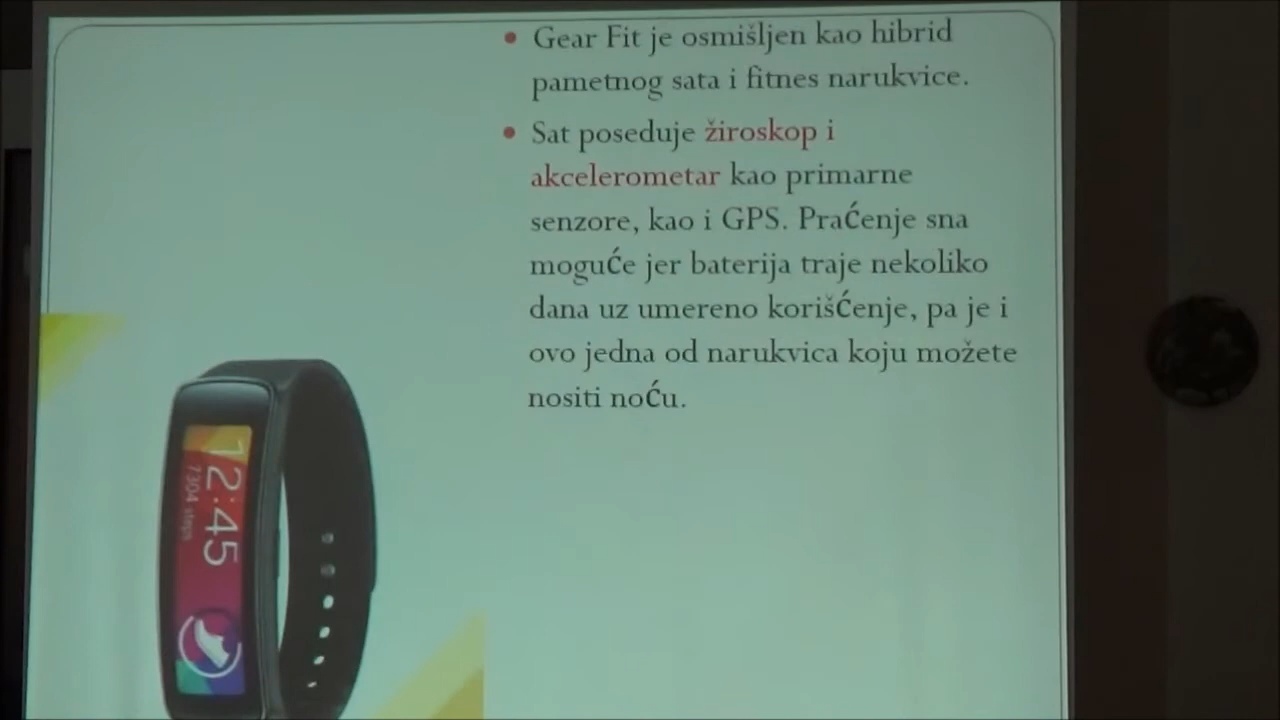 Gear Fit je osmišljen kao hibrid
pametnog sata i fitnes narukvice.
Sat poseduje žiroskop i
akcelerometar kao primarne
senzore, kao i GPS. Praćenje sna
moguće jer baterija traje nekoliko
dana uz umereno korišćenje, pa je i
ovo jedna od narukvica koju možete
nositi noću.
12:45
7304 steps